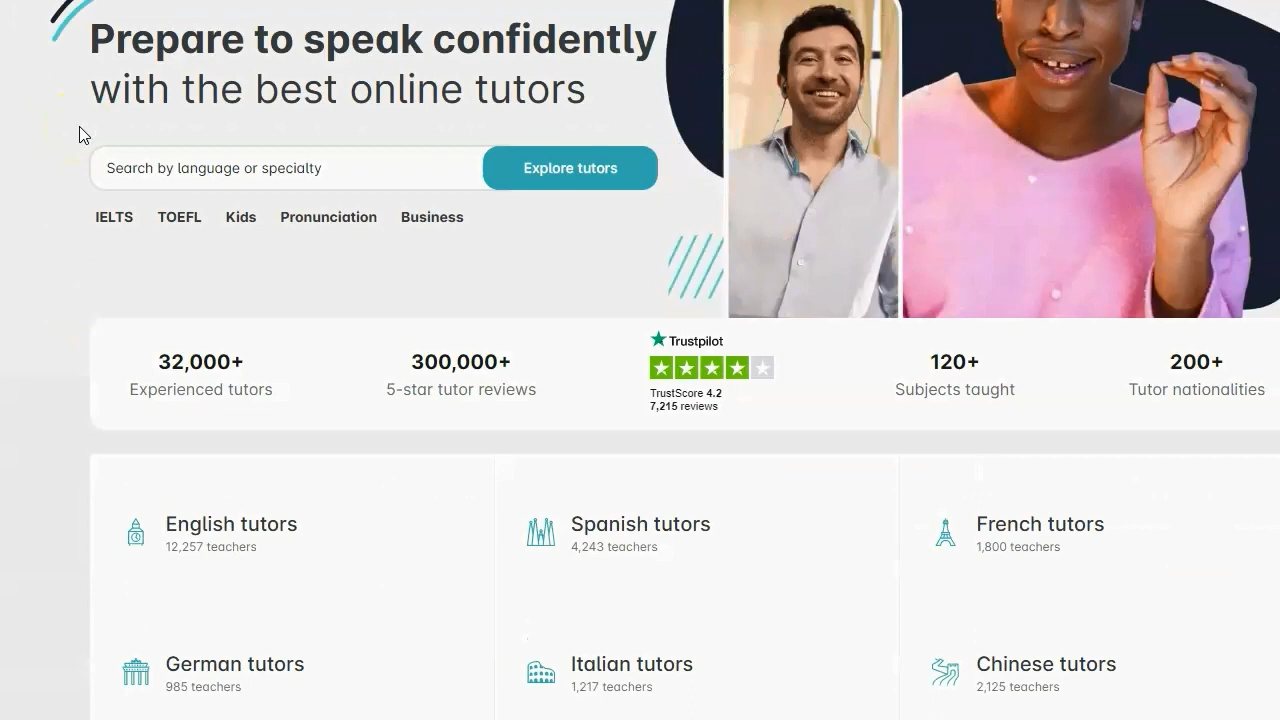 Prepare to speak confidently
with the best online tutors
Search by language or specialty
Explore tutors
IELTS TOEFL Kids Pronunciation Business
32,000+
Experienced tutors
300,000+
5-star tutor reviews
Trustpilot
TrustScore 4.2
7,215 reviews
120+
Subjects taught
200+
Tutor nationalities
English tutors
12,257 teachers
Spanish tutors
4,243 teachers
French tutors
1,800 teachers
German tutors
985 teachers
Italian tutors
1,217 teachers
Chinese tutors
2,125 teachers